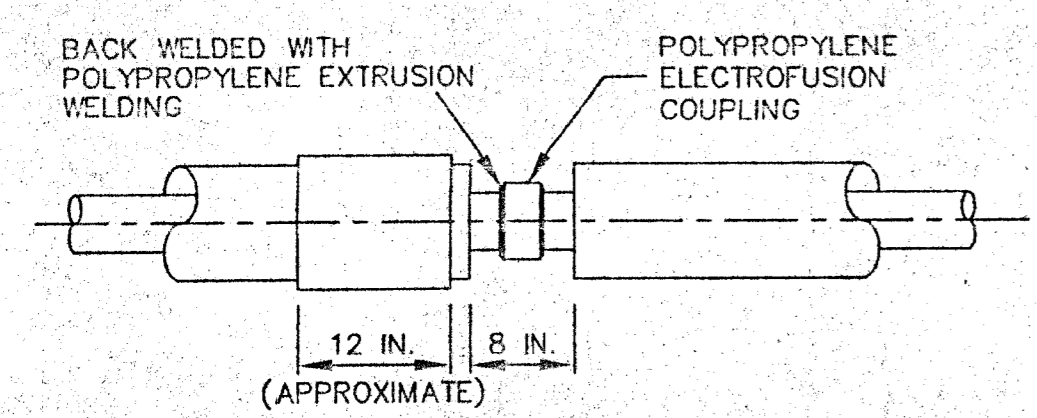 BACK WELDED WITH
POLYPROPYLENE EXTRUSION
WELDING
POLYPROPYLENE
ELECTROFUSION
COUPLING
12 IN.
8 IN.
(APPROXIMATE)